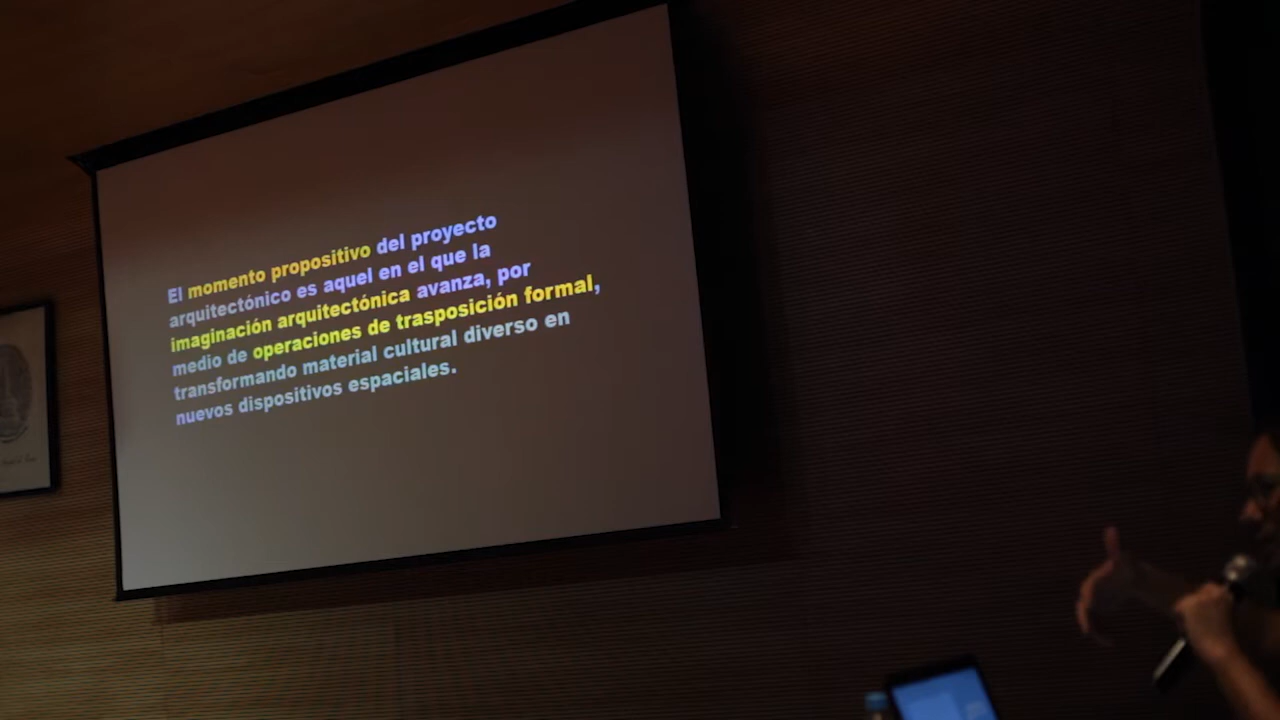 El momento propositivo del proyecto
arquitectónico es aquel en el que la
imaginación arquitectónica avanza, por
medio de operaciones de trasposición formal,
transformando material cultural diverso en
nuevos dispositivos espaciales.